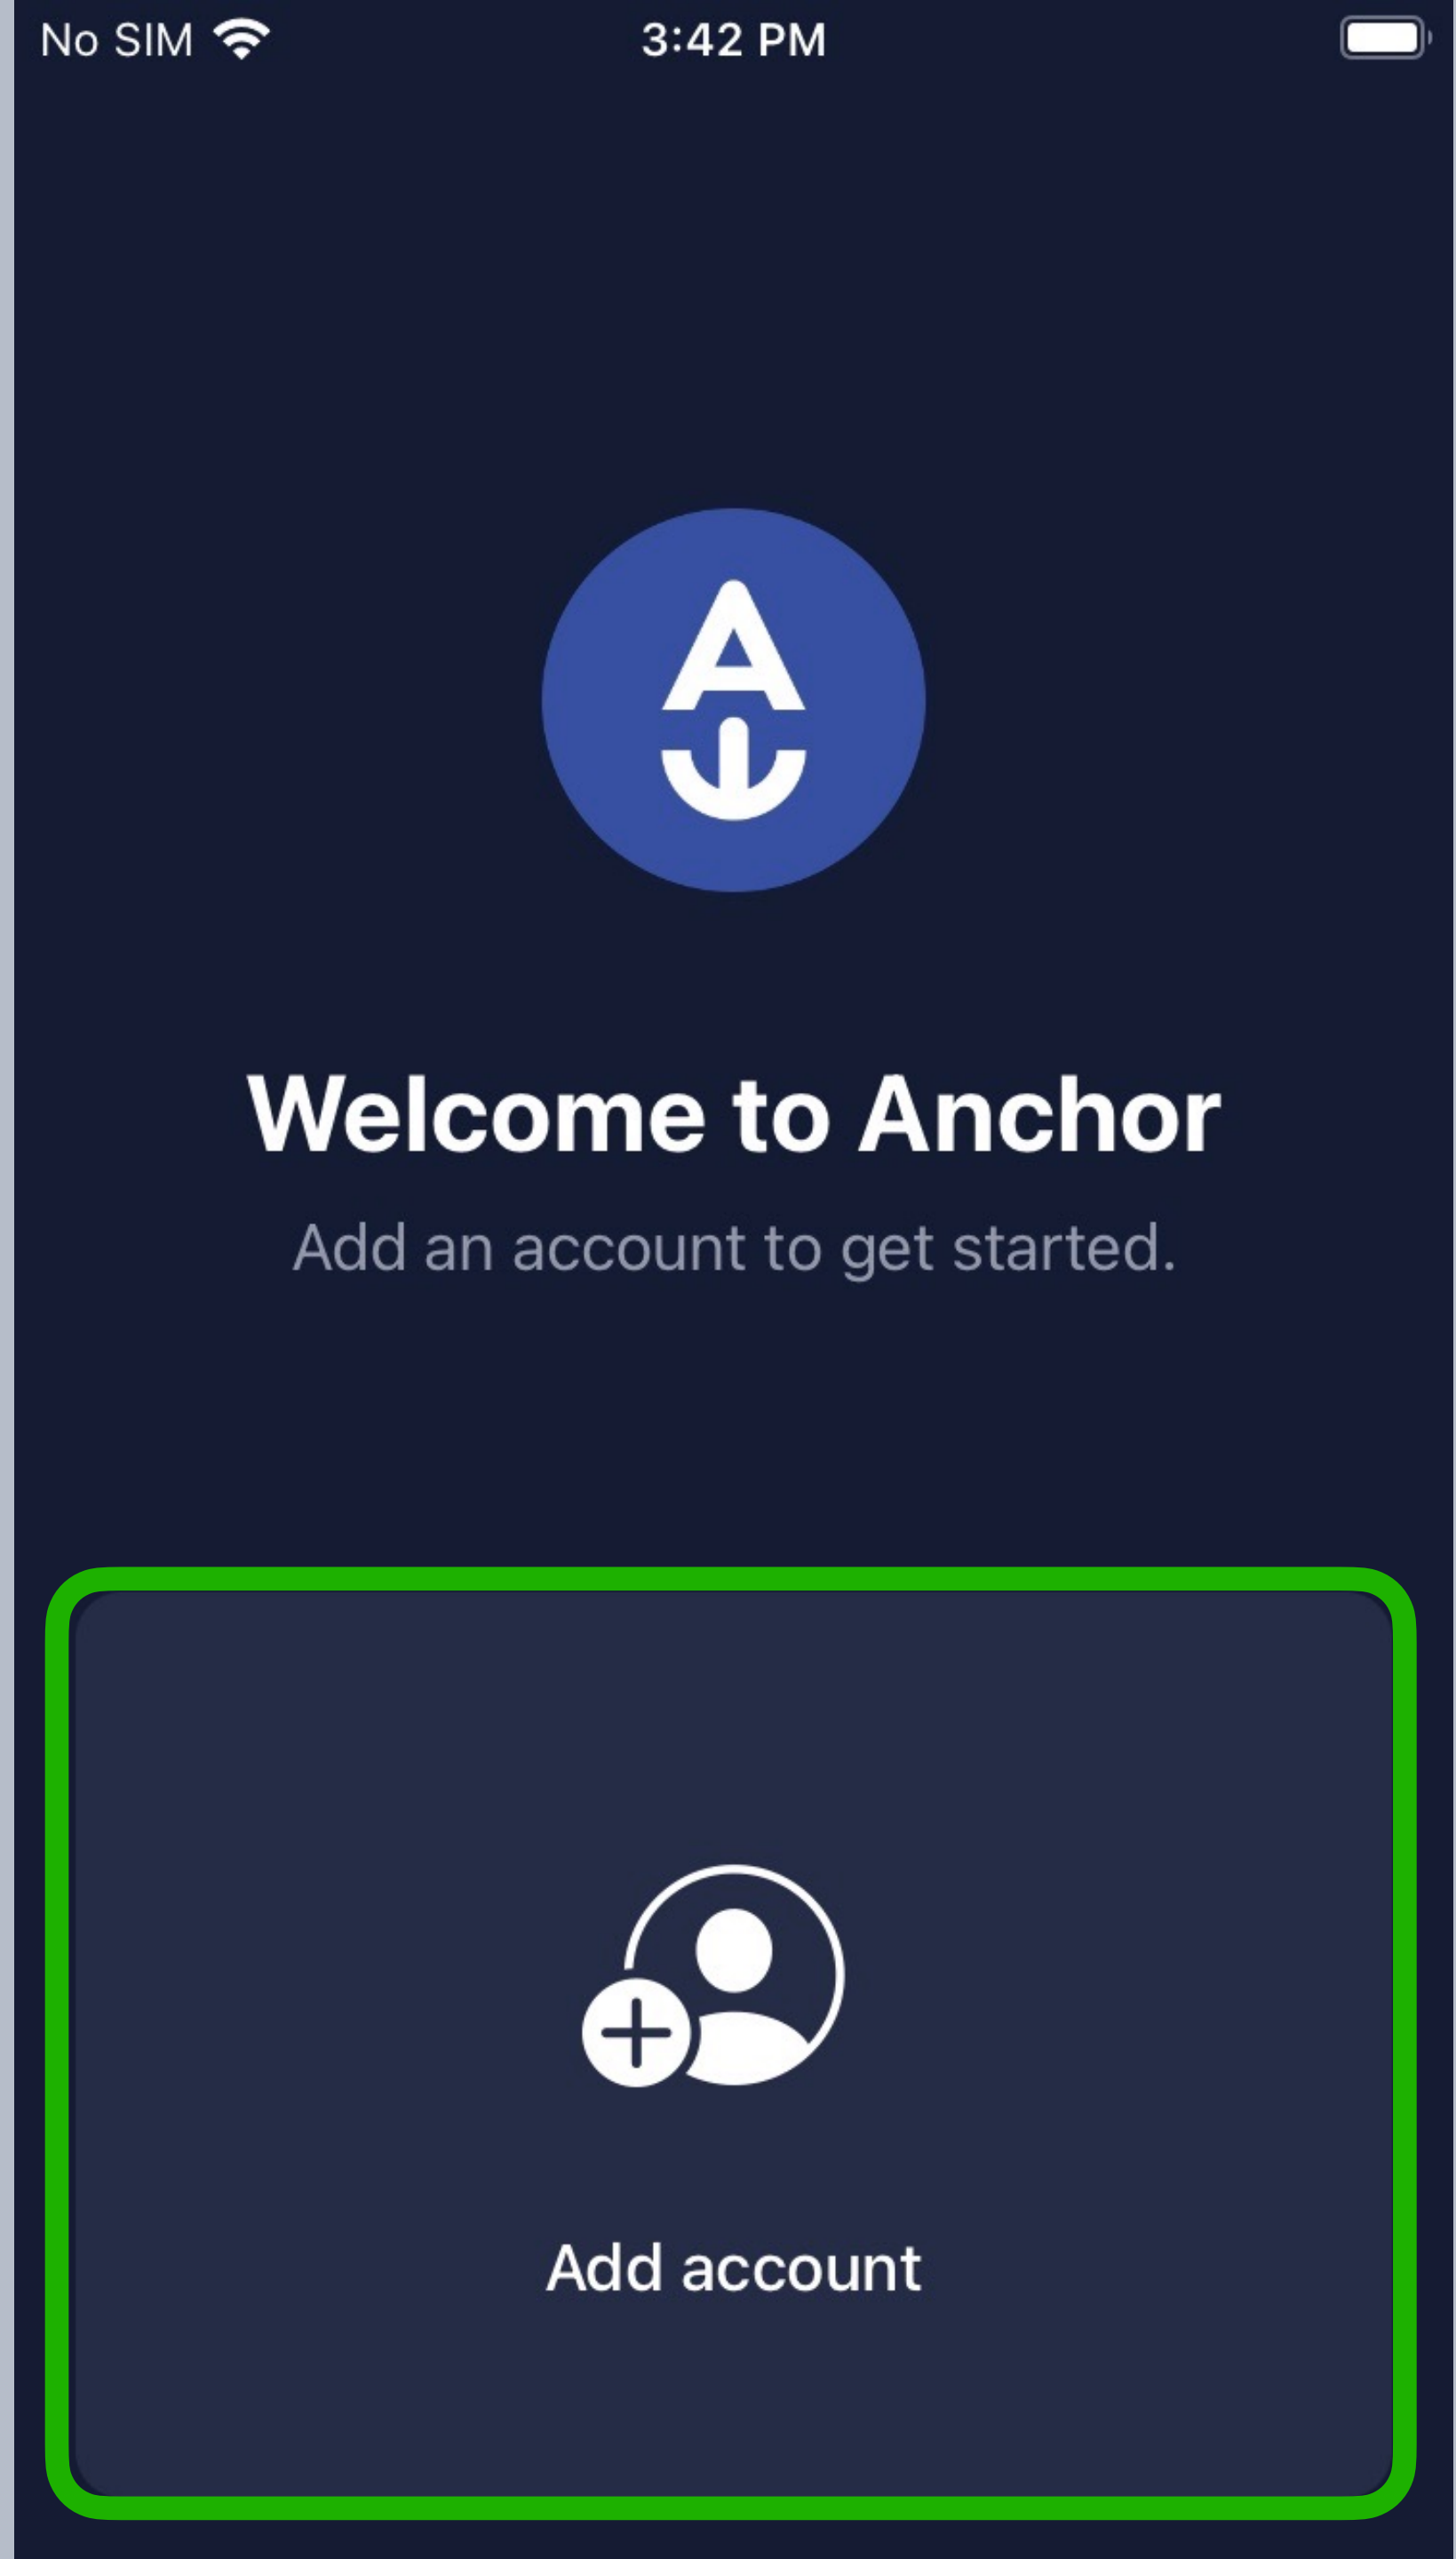 No SIM 3:42 PM
Welcome to Anchor
Add an account to get started.
Add account